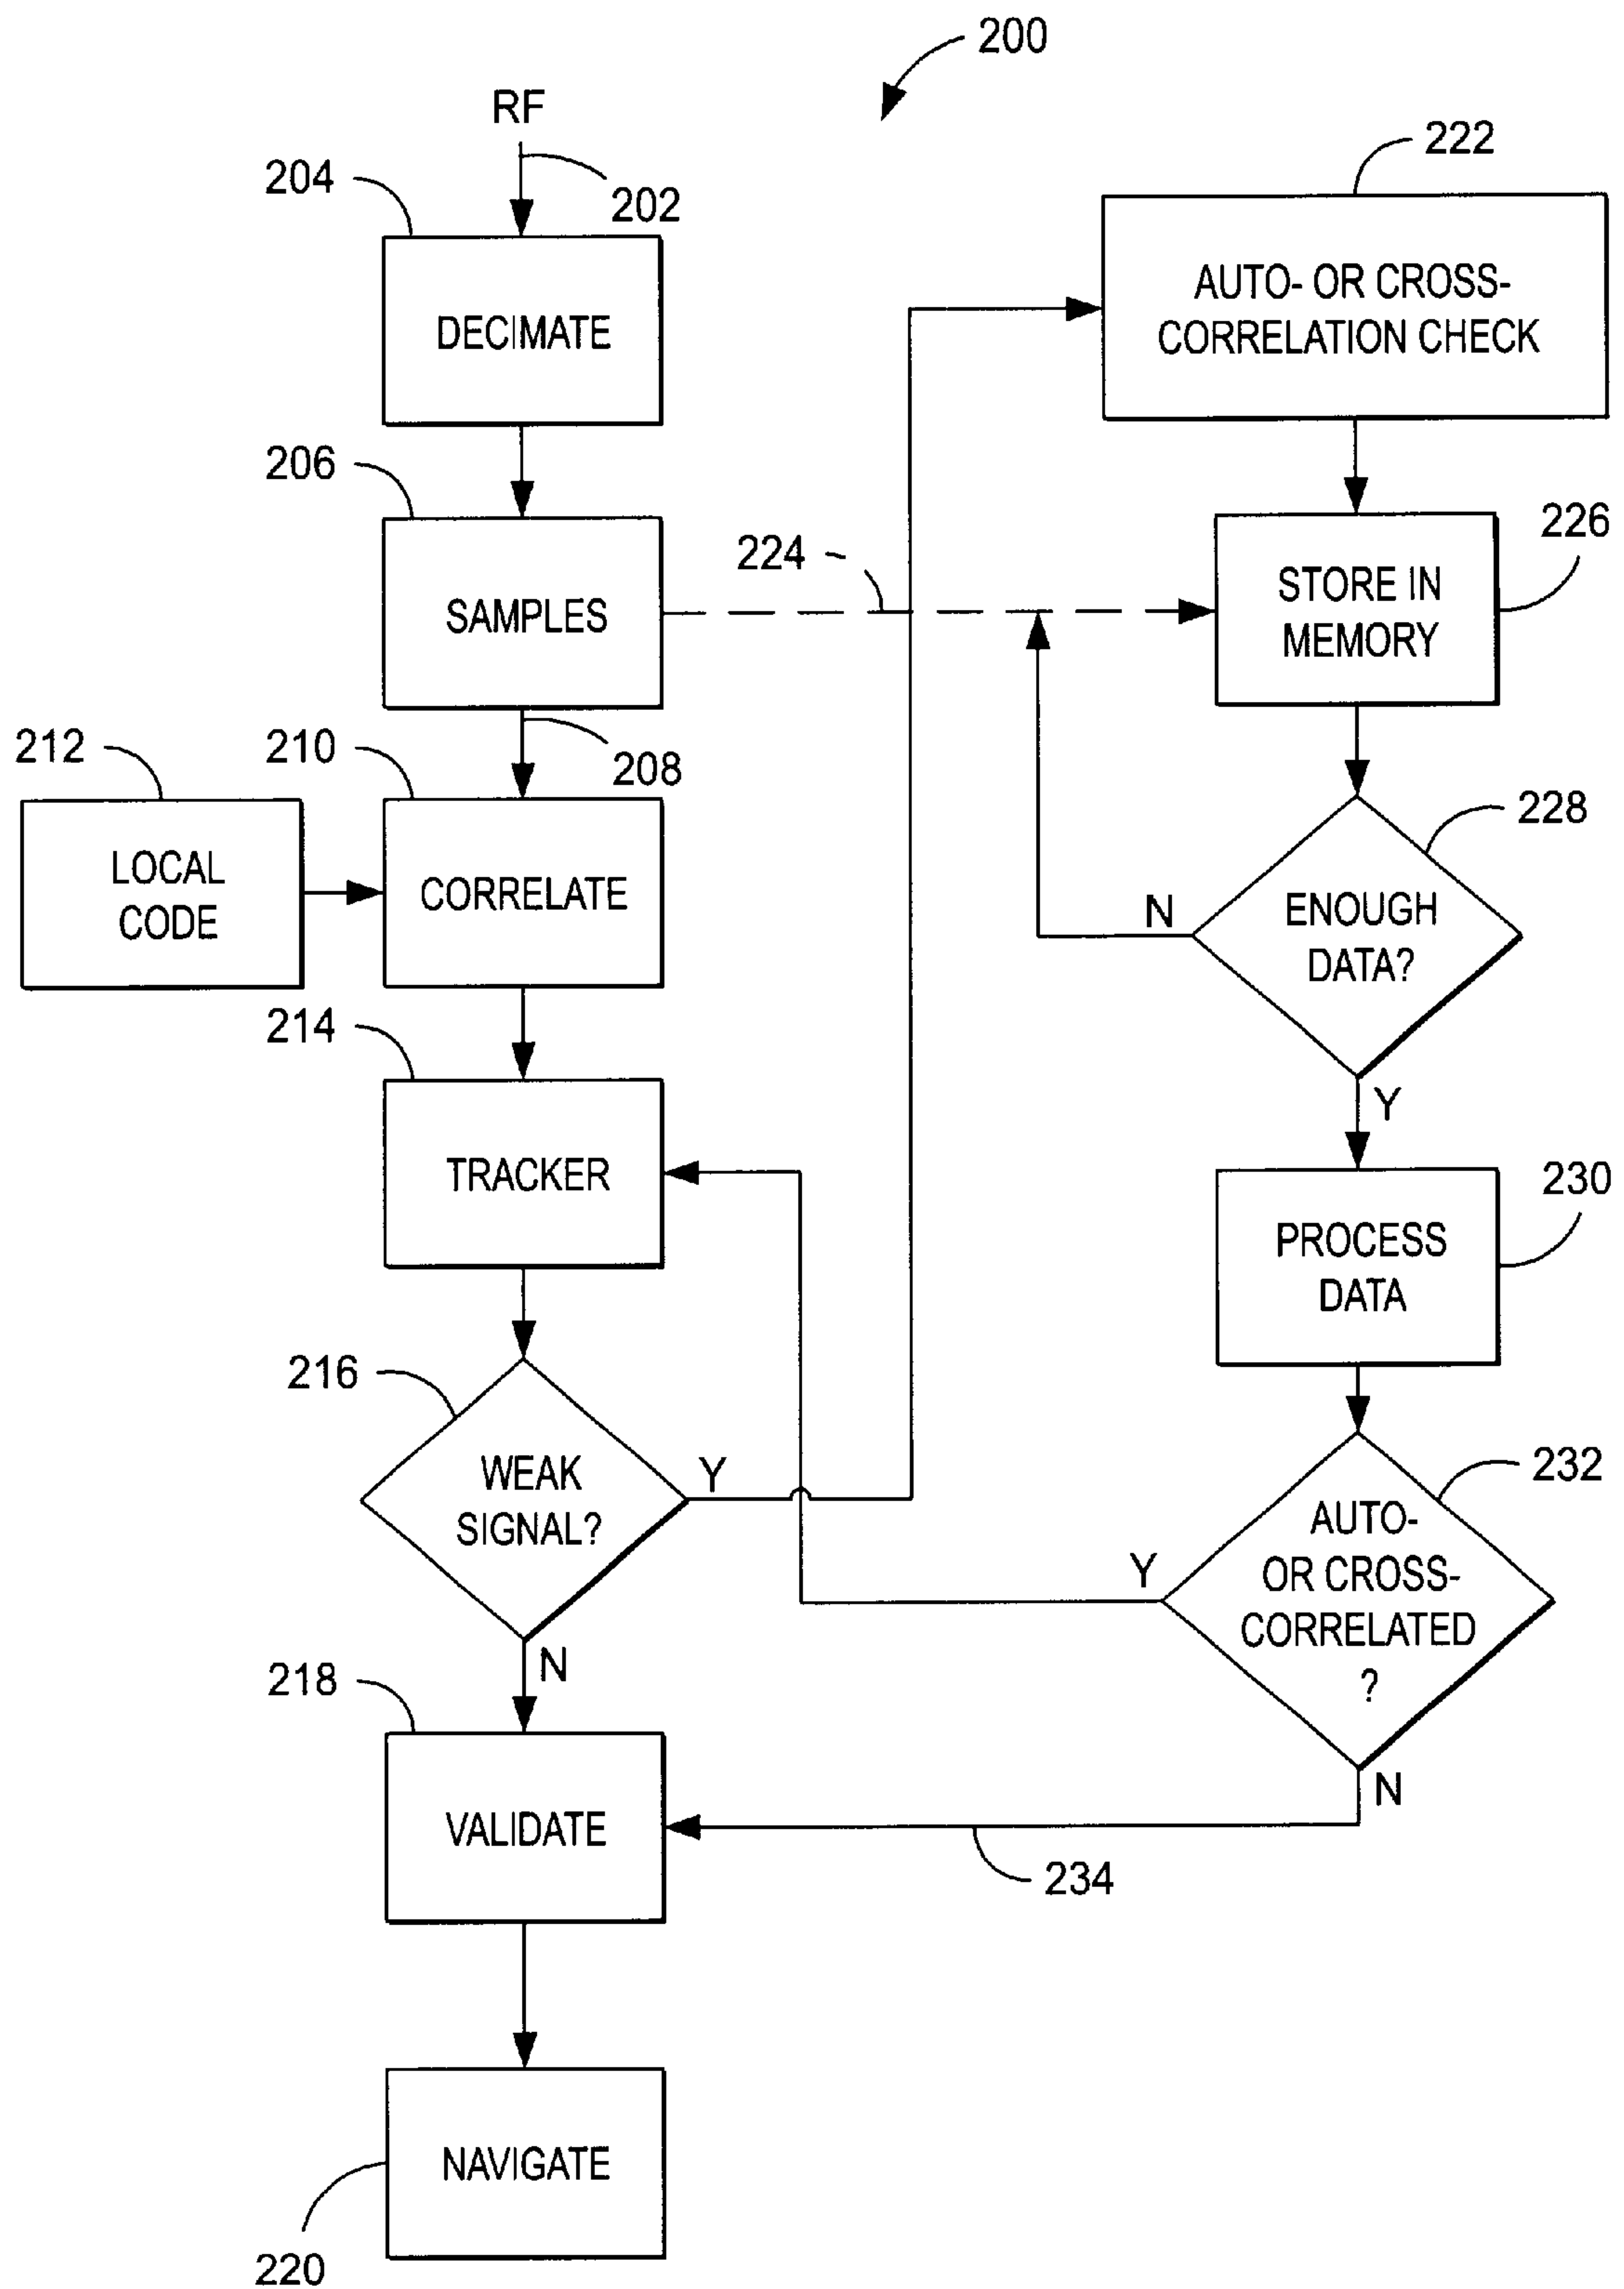 200
RF
202
204
DECIMATE
206
SAMPLES
208
212
LOCAL
CODE
210
CORRELATE
214
TRACKER
216
WEAK
SIGNAL?
Y
N
218
VALIDATE
220
NAVIGATE
222
AUTO- OR CROSS-
CORRELATION CHECK
224
226
STORE IN
MEMORY
228
ENOUGH
DATA?
N
Y
230
PROCESS
DATA
232
AUTO-
OR CROSS-
CORRELATED
?
Y
N
234